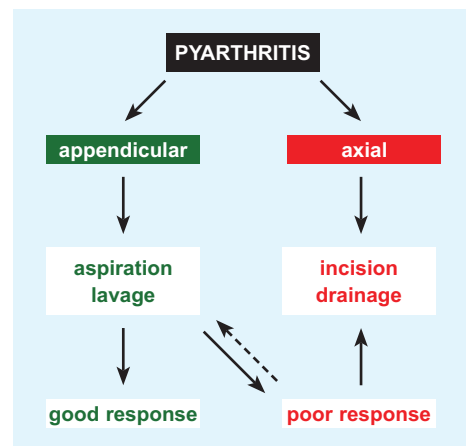 PYARTHRITIS
appendicular
axial
aspiration
lavage
incision
drainage
good response
poor response